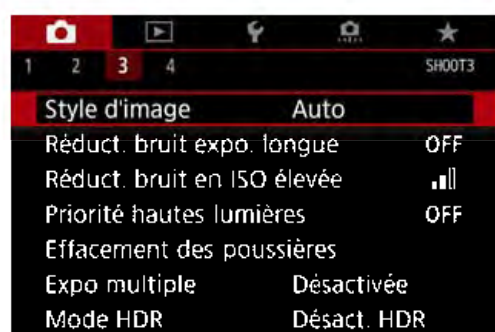 1 2 3 4 SHOOT3
Style d'image Auto
Réduct. bruit expo. longue OFF
Réduct. bruit en ISO élevée
Priorité hautes lumières OFF
Effacement des poussières
Expo multiple Désactivée
Mode HDR Désact. HDR